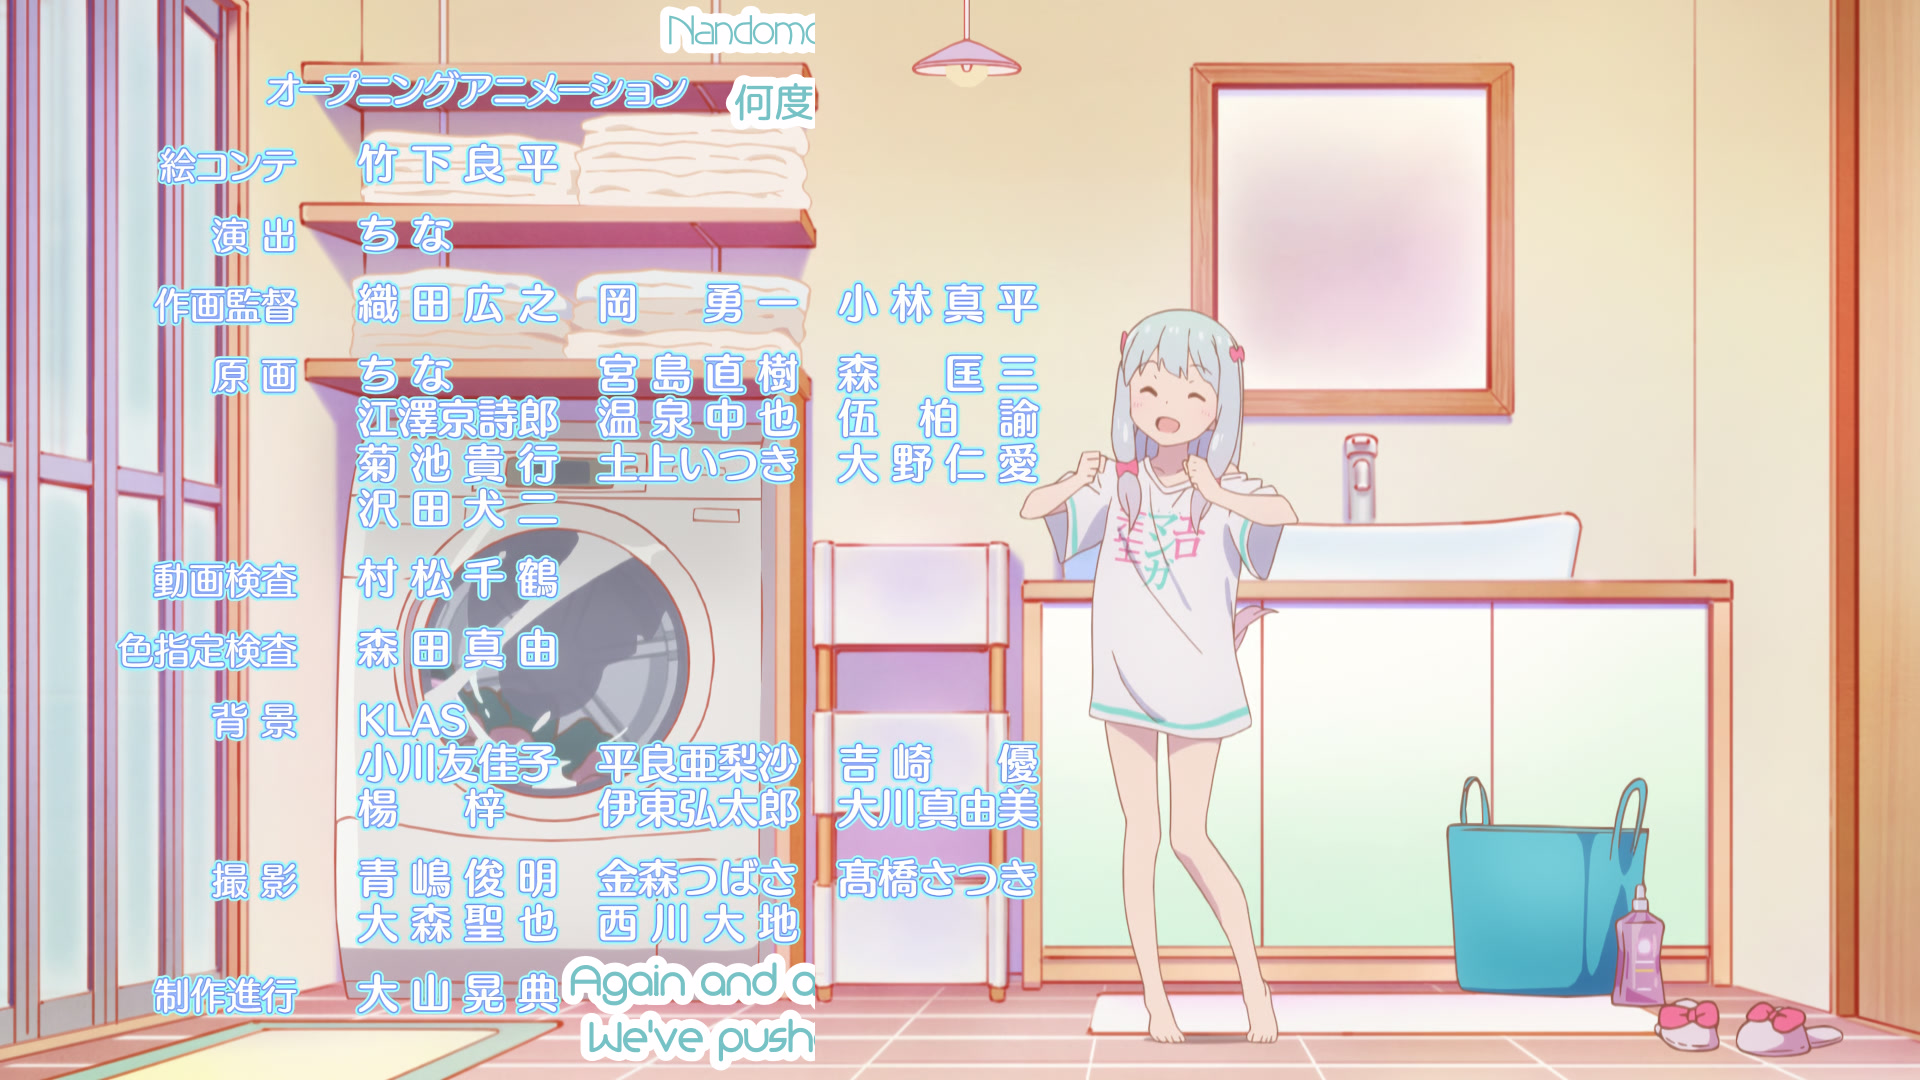 Nandomo
オープニングアニメーション
何度
絵コンテ 竹下良平
演出 ちな
作画監督 織田広之 岡勇一 小林真平
原画 ちな 宮島直樹 森匡三
江澤京詩郎 温泉中也 伍柏諭
菊池貴行 土上いつき 大野仁愛
沢田犬二
動画検査 村松千鶴
色指定検査 森田真由
背景 KLAS
小川友佳子 平良亜梨沙 吉崎優
楊梓 伊東弘太郎 大川真由美
撮影 青嶋俊明 金森つばさ 髙橋さつき
大森聖也 西川大地
制作進行 大山晃典
Again and a
We've push
エロ
マンガ
先生